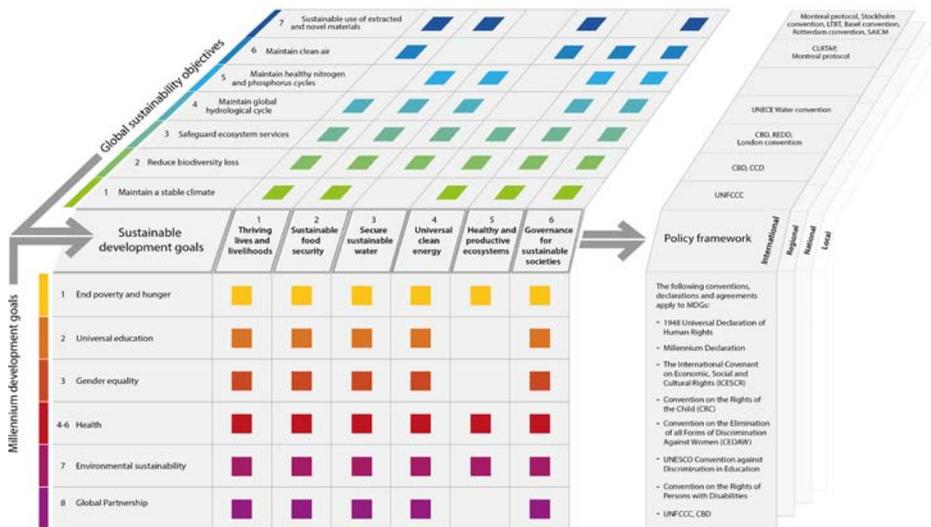 7 Sustainable use of extracted
and novel materials
6 Maintain clean air
5 Maintain healthy nitrogen
and phosphorus cycles
4 Maintain global
hydrological cycle
3 Safeguard ecosystem services
2 Reduce biodiversity loss
1 Maintain a stable climate
Global sustainability objectives
Montreal protocol, Stockholm
convention, LTBT, Basel convention,
Rotterdam convention, SAICM
CLRTAP,
Montreal protocol
UNECE Water convention
CBD, REDD,
London convention
CBD, CCD
UNFCCC
Sustainable
development goals
1
Thriving
lives and
livelihoods
2
Sustainable
food
security
3
Secure
sustainable
water
4
Universal
clean
energy
5
Healthy and
productive
ecosystems
6
Governance
for
sustainable
societies
Policy framework
International
Regional
National
Local
Millennium development goals
1 End poverty and hunger
2 Universal education
3 Gender equality
4-6 Health
7 Environmental sustainability
8 Global Partnership
The following conventions,
declarations and agreements
apply to MDGs:
- 1948 Universal Declaration of
Human Rights
- Millennium Declaration
- The International Covenant
on Economic, Social and
Cultural Rights (ICESCR)
- Convention on the Rights of
the Child (CRC)
- Convention on the Elimination
of all Forms of Discrimination
Against Women (CEDAW)
- UNESCO Convention against
Discrimination in Education
- Convention on the Rights of
Persons with Disabilities
- UNFCCC, CBD